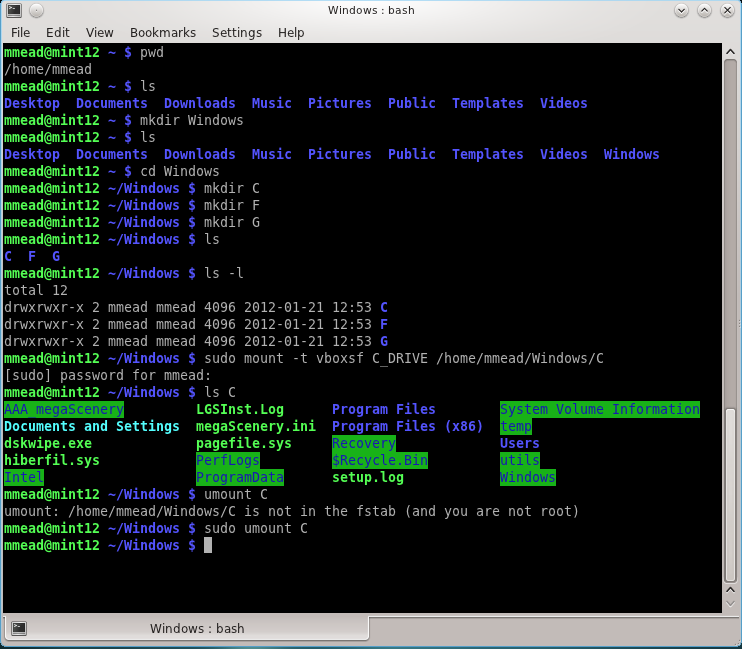 Windows : bash
File Edit View Bookmarks Settings Help
mmead@mint12 ~ $ pwd
/home/mmead
mmead@mint12 ~ $ ls
Desktop Documents Downloads Music Pictures Public Templates Videos
mmead@mint12 ~ $ mkdir Windows
mmead@mint12 ~ $ ls
Desktop Documents Downloads Music Pictures Public Templates Videos Windows
mmead@mint12 ~ $ cd Windows
mmead@mint12 ~/Windows $ mkdir C
mmead@mint12 ~/Windows $ mkdir F
mmead@mint12 ~/Windows $ mkdir G
mmead@mint12 ~/Windows $ ls
C F G
mmead@mint12 ~/Windows $ ls -l
total 12
drwxrwxr-x 2 mmead mmead 4096 2012-01-21 12:53 C
drwxrwxr-x 2 mmead mmead 4096 2012-01-21 12:53 F
drwxrwxr-x 2 mmead mmead 4096 2012-01-21 12:53 G
mmead@mint12 ~/Windows $ sudo mount -t vboxsf C_DRIVE /home/mmead/Windows/C
[sudo] password for mmead:
mmead@mint12 ~/Windows $ ls C
AAA megaScenery LGSInst.Log Program Files System Volume Information
Documents and Settings megaScenery.ini Program Files (x86) temp
dskwipe.exe pagefile.sys Recovery Users
hiberfil.sys PerfLogs $Recycle.Bin utils
Intel ProgramData setup.log Windows
mmead@mint12 ~/Windows $ umount C
umount: /home/mmead/Windows/C is not in the fstab (and you are not root)
mmead@mint12 ~/Windows $ sudo umount C
mmead@mint12 ~/Windows $
Windows : bash